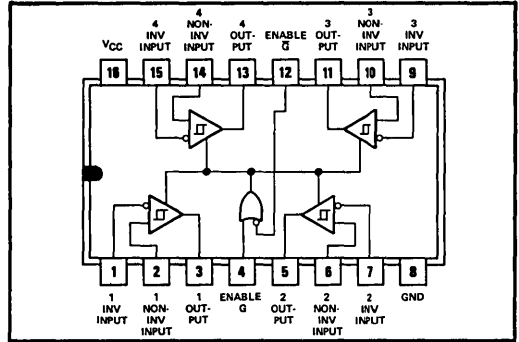 VCC
4
INV
INPUT
4
NON-
INV
INPUT
4
OUT-
PUT
ENABLE
G̅
3
OUT-
PUT
3
NON-
INV
INPUT
3
INV
INPUT
16
15
14
13
12
11
10
9
1
2
3
4
5
6
7
8
1
INV
INPUT
1
NON-
INV
INPUT
1
OUT-
PUT
ENABLE
G
2
OUT-
PUT
2
NON-
INV
INPUT
2
INV
INPUT
GND